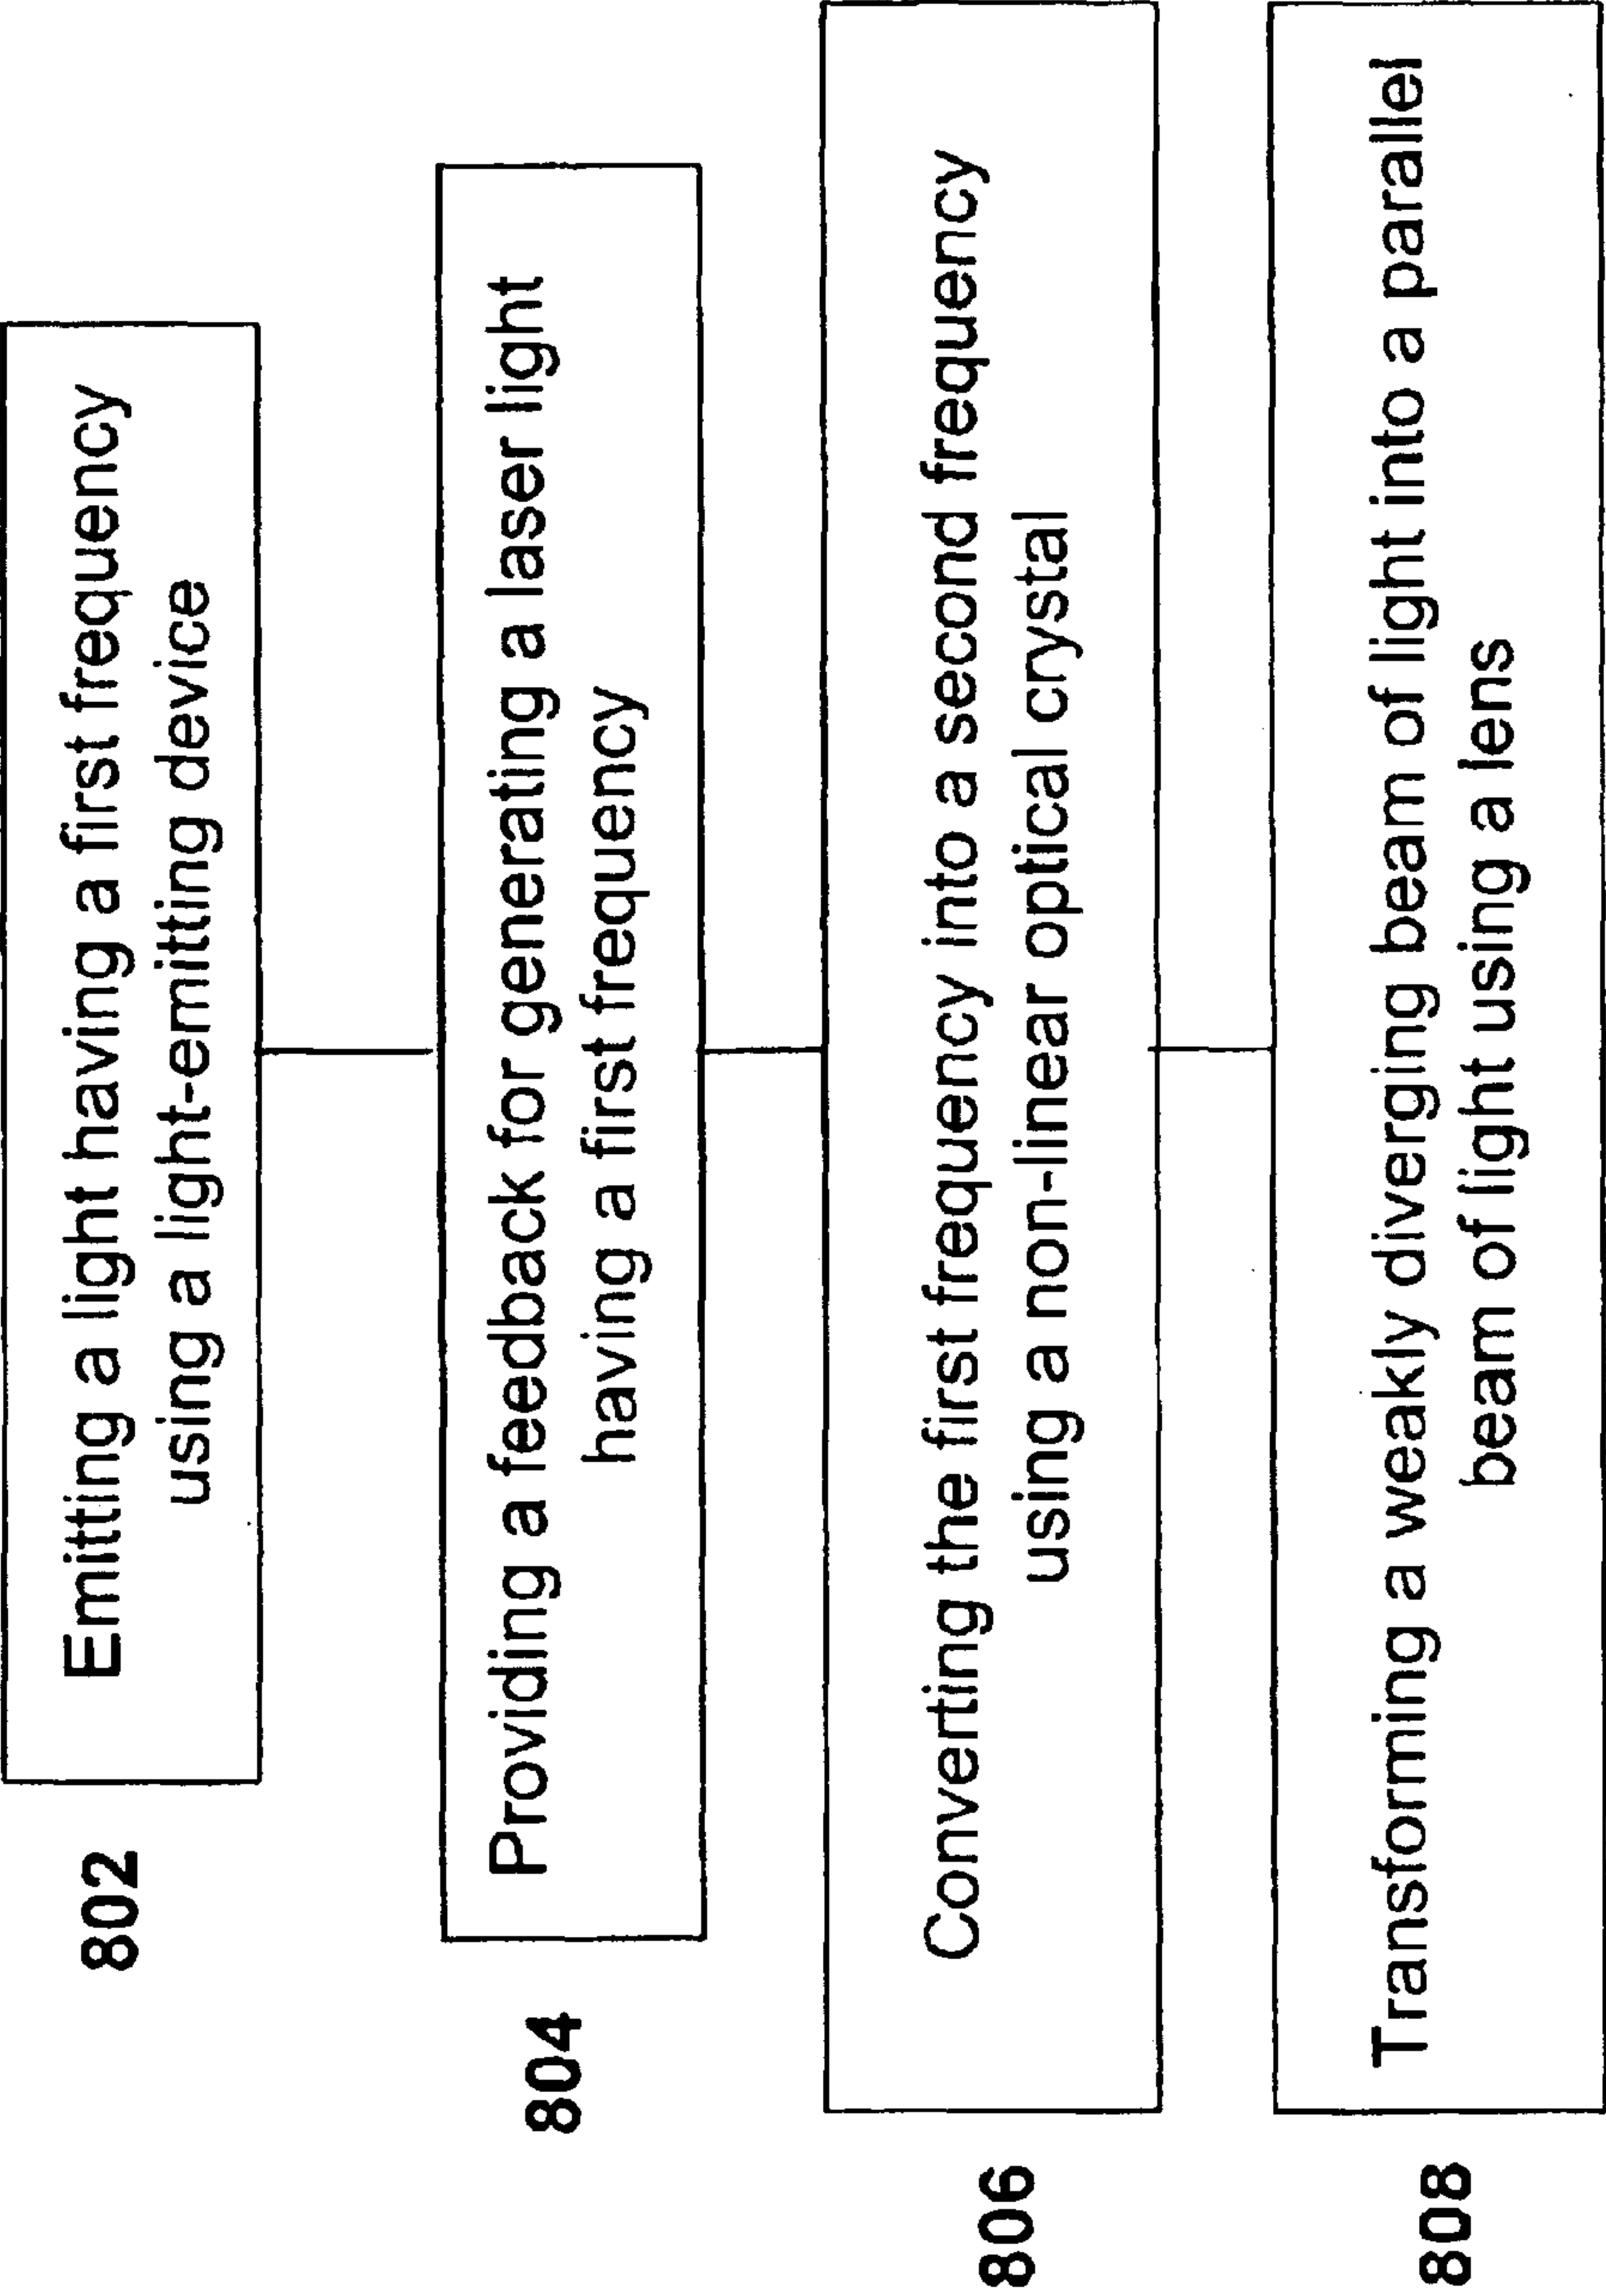 802
Emitting a light having a first frequency
using a light-emitting device
804
Providing a feedback for generating a laser light
having a first frequency
806
Converting the first frequency into a second frequency
using a non-linear optical crystal
808
Transforming a weakly diverging beam of light into a parallel
beam of light using a lens